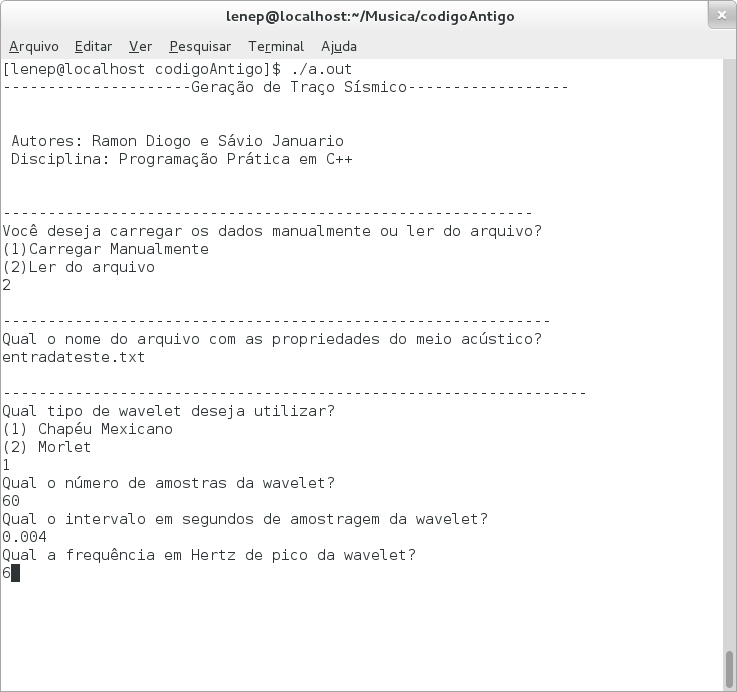 lenep@localhost:~/Musica/codigoAntigo
Arquivo Editar Ver Pesquisar Terminal Ajuda
[lenep@localhost codigoAntigo]$ ./a.out
---------------------Geração de Traço Sísmico------------------
Autores: Ramon Diogo e Sávio Januario
Disciplina: Programação Prática em C++
-----------------------------------------------------------
Você deseja carregar os dados manualmente ou ler do arquivo?
(1)Carregar Manualmente
(2)Ler do arquivo
2
-------------------------------------------------------------
Qual o nome do arquivo com as propriedades do meio acústico?
entradateste.txt
-----------------------------------------------------------------
Qual tipo de wavelet deseja utilizar?
(1) Chapéu Mexicano
(2) Morlet
1
Qual o número de amostras da wavelet?
60
Qual o intervalo em segundos de amostragem da wavelet?
0.004
Qual a frequência em Hertz de pico da wavelet?
6